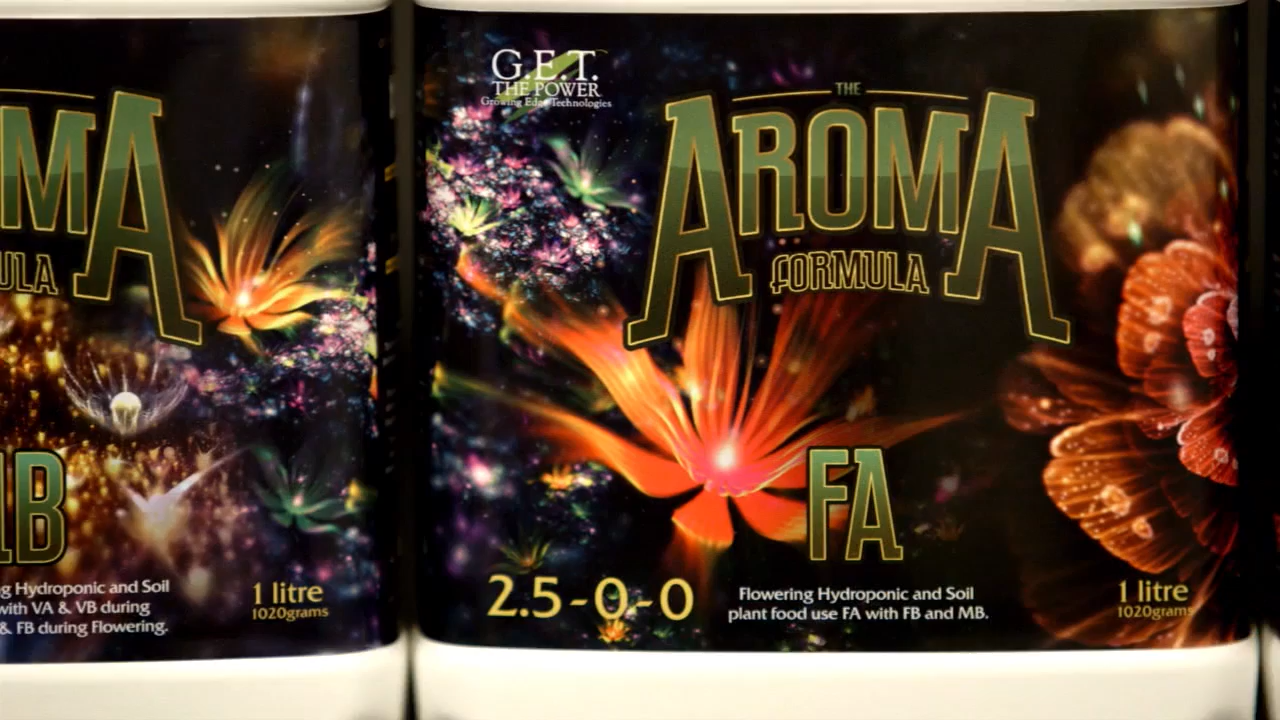 MA
ULA
B
g Hydroponic and Soil
with VA & VB during
& FB during Flowering.
1 litre
1020grams
G.E.T.
THE POWER
Growing Edge Technologies
THE
AROMA
FORMULA
FA
2.5-0-0
Flowering Hydroponic and Soil
plant food use FA with FB and MB.
1 litre
1020grams